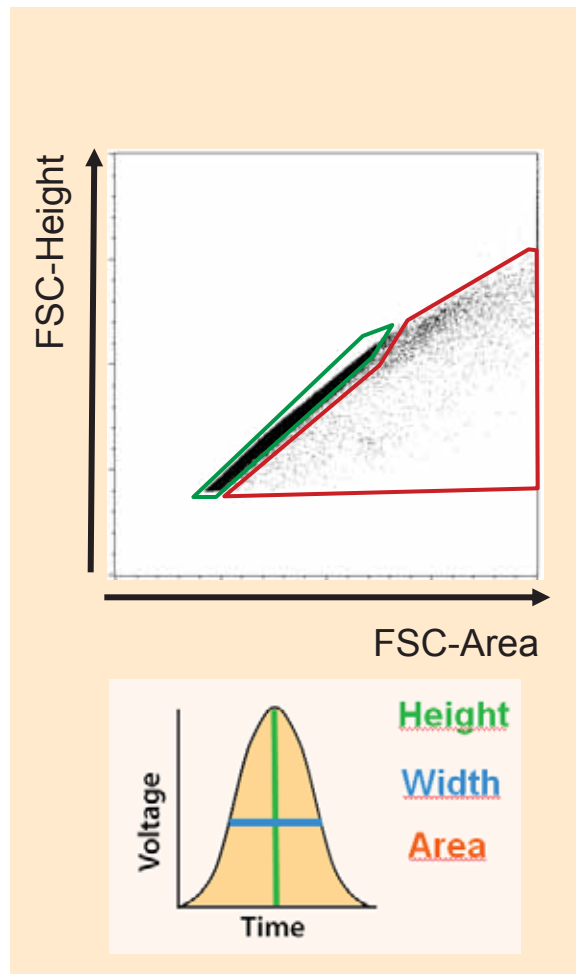 FSC-Height
FSC-Area
Height
Width
Area
Voltage
Time